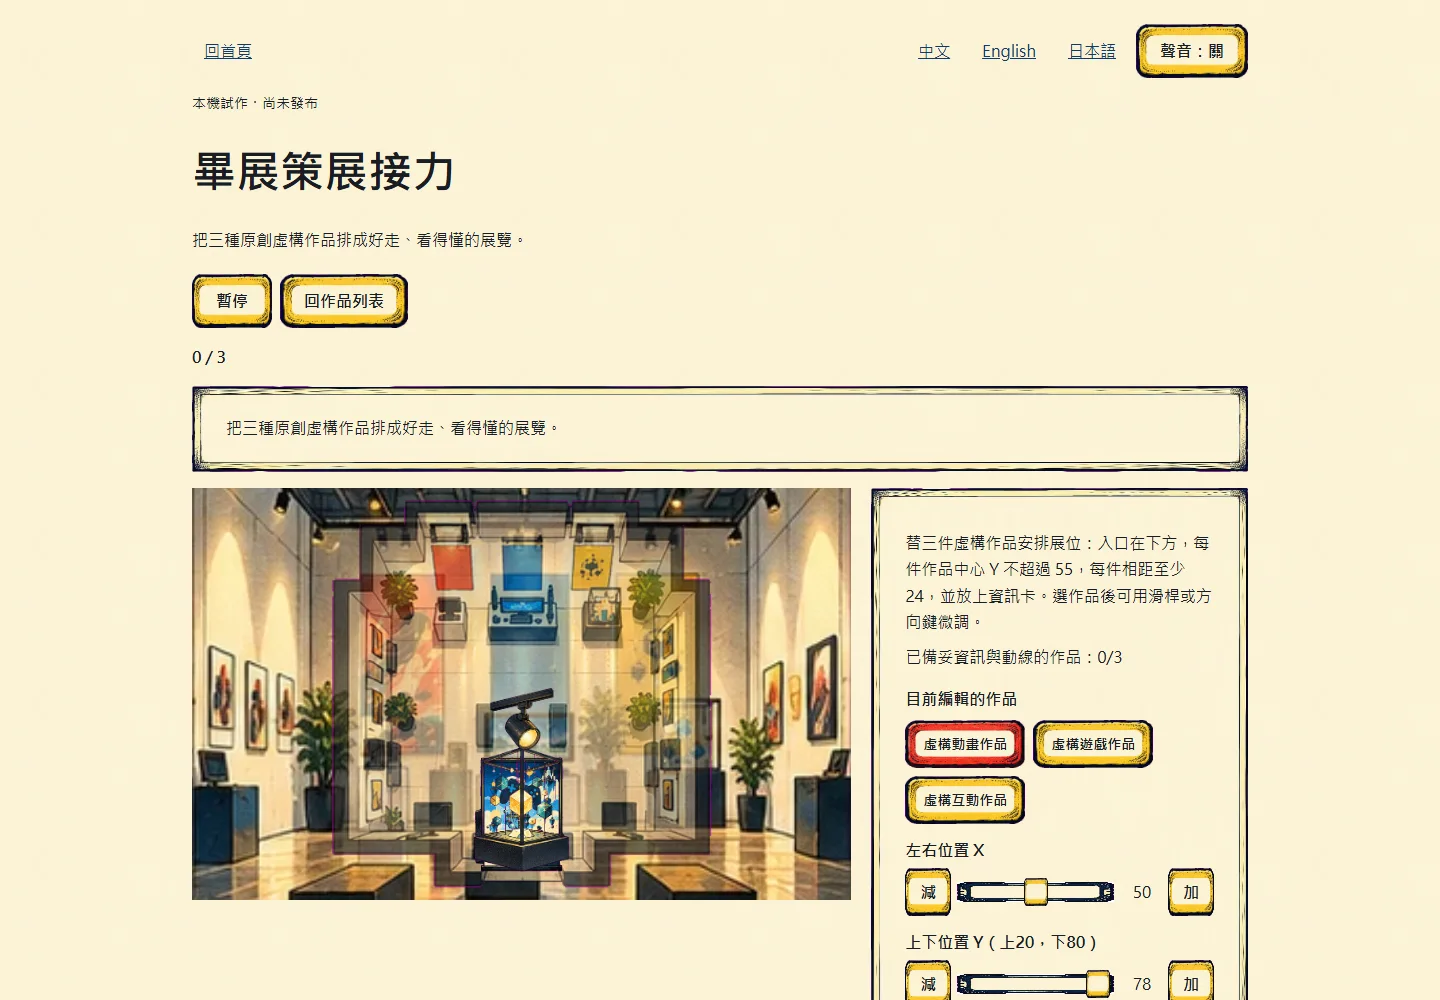 回首頁
中文 English 日本語 聲音：關
本機試作・尚未發布
畢展策展接力
把三種原創虛構作品排成好走、看得懂的展覽。
暫停 回作品列表
0 / 3
把三種原創虛構作品排成好走、看得懂的展覽。
替三件虛構作品安排展位：入口在下方，每
件作品中心 Y 不超過 55，每件相距至少
24，並放上資訊卡。選作品後可用滑桿或方
向鍵微調。
已備妥資訊與動線的作品：0/3
目前編輯的作品
虛構動畫作品 虛構遊戲作品
虛構互動作品
左右位置 X
減 50 加
上下位置 Y（上20，下80）
減 78 加